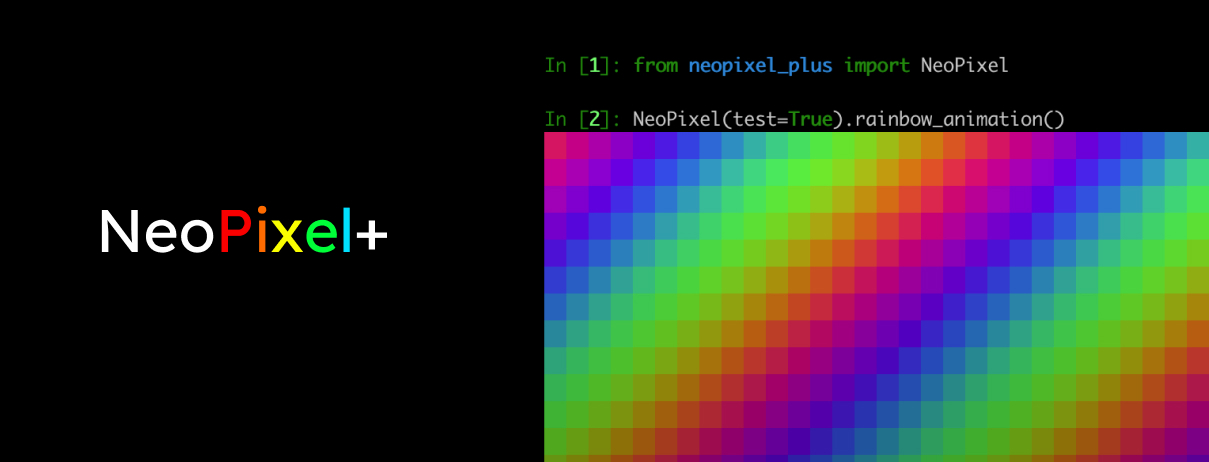 NeoPixel+
In [1]: from neopixel_plus import NeoPixel
In [2]: NeoPixel(test=True).rainbow_animation()